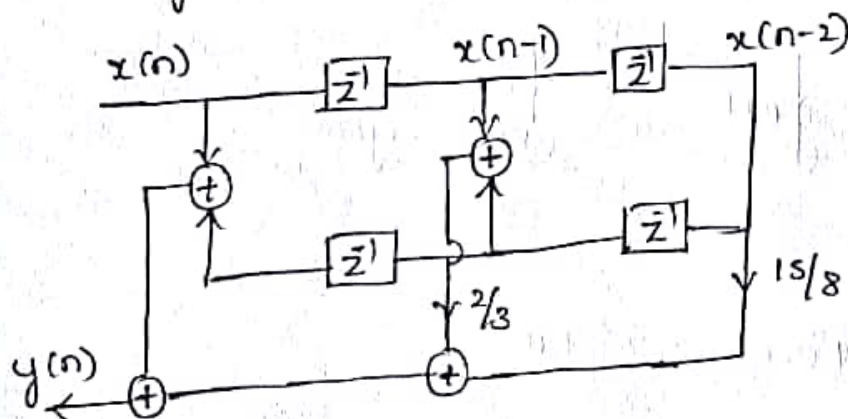 x(n)
z⁻¹
x(n-1)
z⁻¹
x(n-2)
+
+
z⁻¹
z⁻¹
15/8
2/3
y(n)
+
+